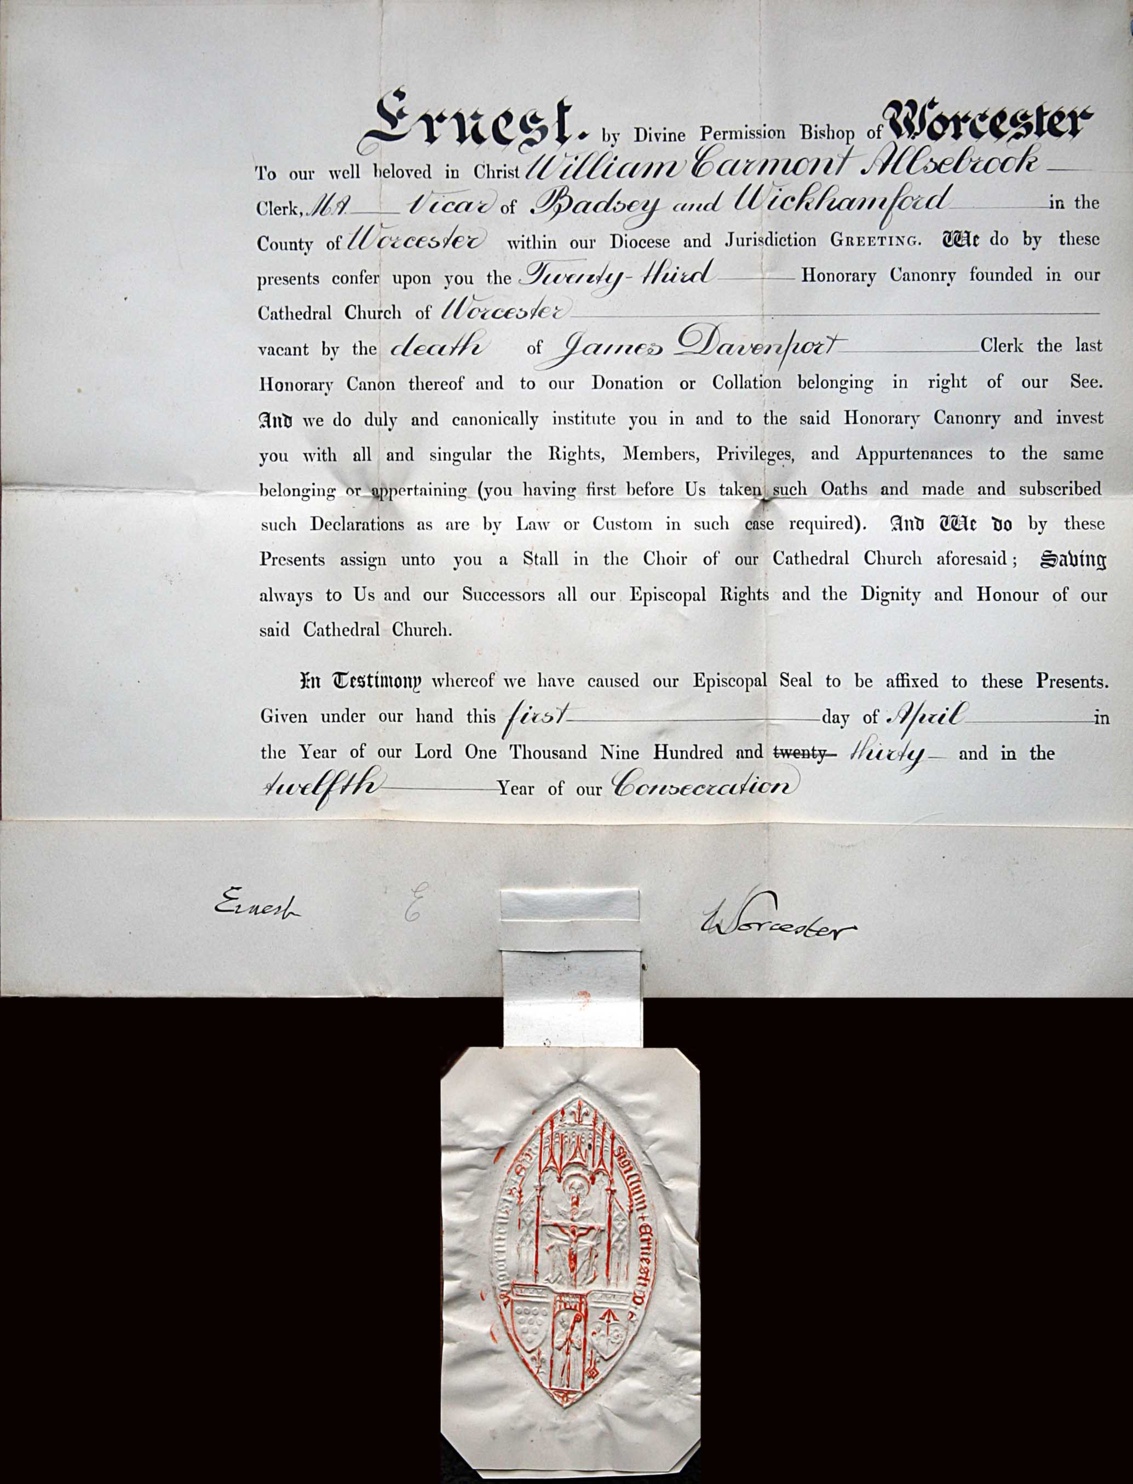 Ernest. by Divine Permission Bishop of Worcester
To our well beloved in Christ William Carmont Allsebrook
Clerk, M.A. Vicar of Badsey and Wickhamford in the
County of Worcester within our Diocese and Jurisdiction GREETING. We do by these
presents confer upon you the Twenty-third Honorary Canonry founded in our
Cathedral Church of Worcester
vacant by the death of James Davenport Clerk the last
Honorary Canon thereof and to our Donation or Collation belonging in right of our See.
And we do duly and canonically institute you in and to the said Honorary Canonry and invest
you with all and singular the Rights, Members, Privileges, and Appurtenances to the same
belonging or appertaining (you having first before Us taken such Oaths and made and subscribed
such Declarations as are by Law or Custom in such case required). And We do by these
Presents assign unto you a Stall in the Choir of our Cathedral Church aforesaid; Saving
always to Us and our Successors all our Episcopal Rights and the Dignity and Honour of our
said Cathedral Church.
In Testimony whereof we have caused our Episcopal Seal to be affixed to these Presents.
Given under our hand this first day of April in
the Year of our Lord One Thousand Nine Hundred and twenty thirty and in the
twelfth Year of our Consecration
Ernest E Worcester
sigillum ernesti